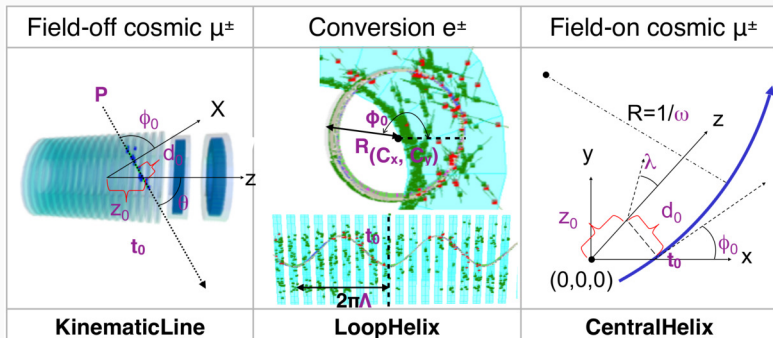 Field-off cosmic μ±
Conversion e±
Field-on cosmic μ±
P
ϕ0
X
d0
z
z0
θ
t0
ϕ0
R
(Cx, Cy)
t0
2πΛ
R=1/ω
z
λ
y
z0
d0
ϕ0
t0
x
(0,0,0)
KinematicLine
LoopHelix
CentralHelix